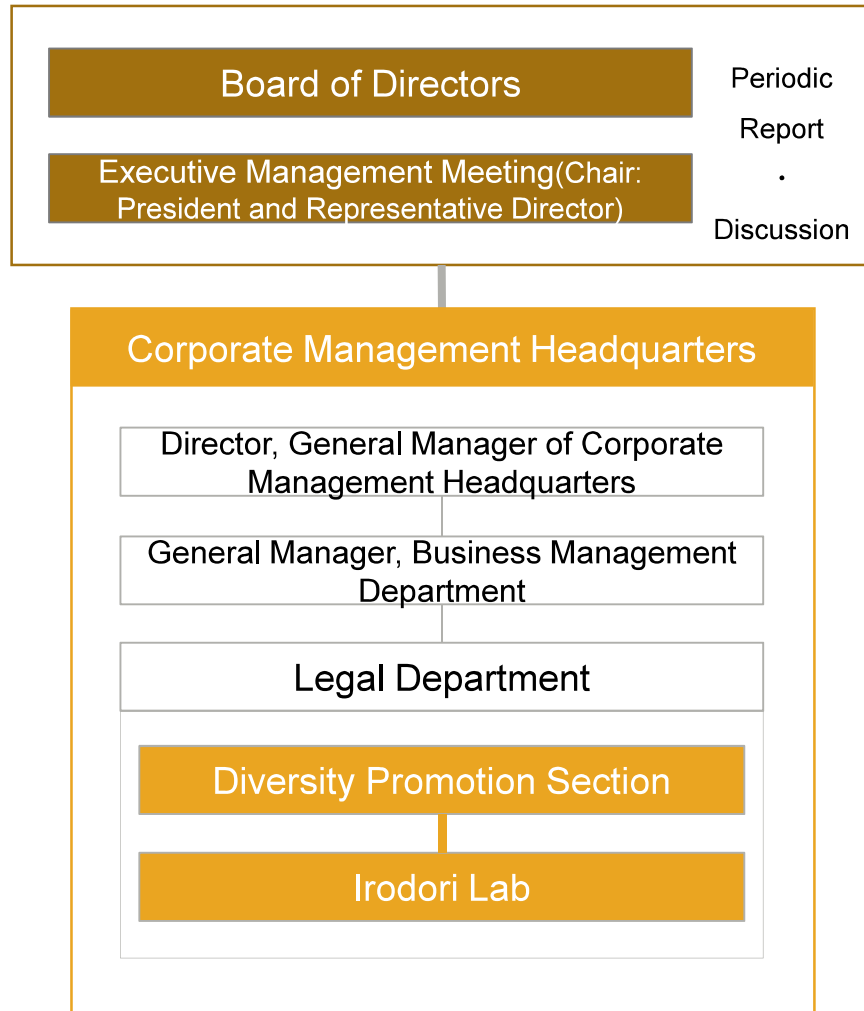 Board of Directors
Executive Management Meeting(Chair:
President and Representative Director)
Periodic
Report
・
Discussion
Corporate Management Headquarters
Director, General Manager of Corporate
Management Headquarters
General Manager, Business Management
Department
Legal Department
Diversity Promotion Section
Irodori Lab